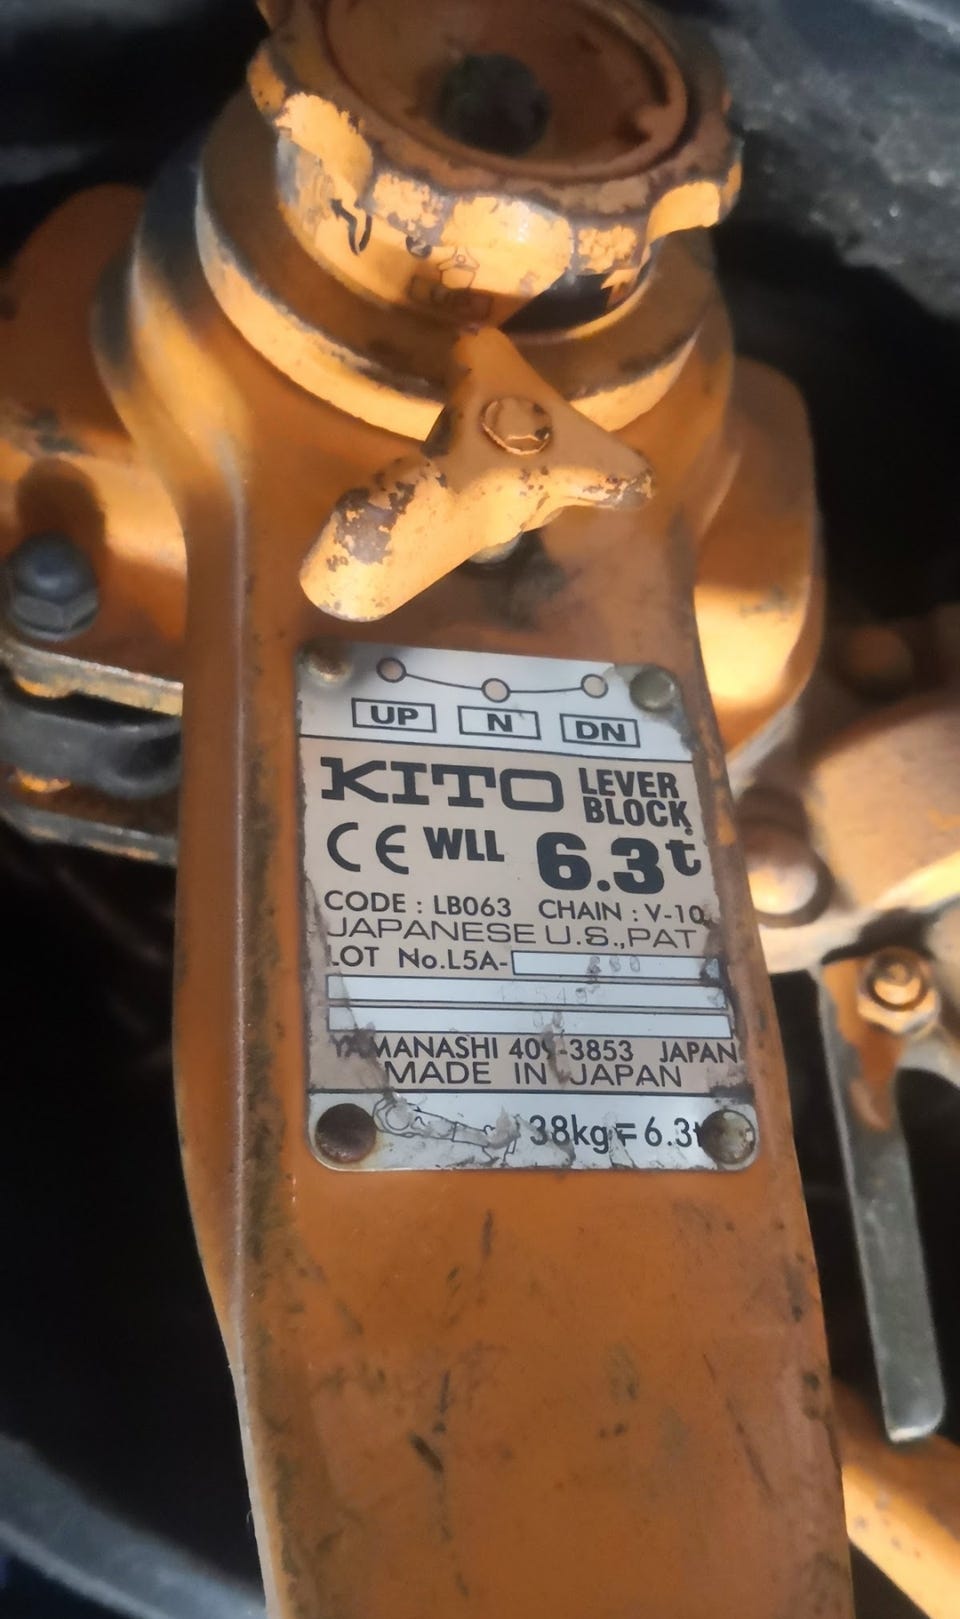 UP N DN
KITO LEVER BLOCK
CE WLL 6.3t
CODE : LB063 CHAIN : V-10
JAPANESE U.S., PAT
LOT No.L5A-
YAMANASHI 409-3853 JAPAN
MADE IN JAPAN
38kg=6.3t